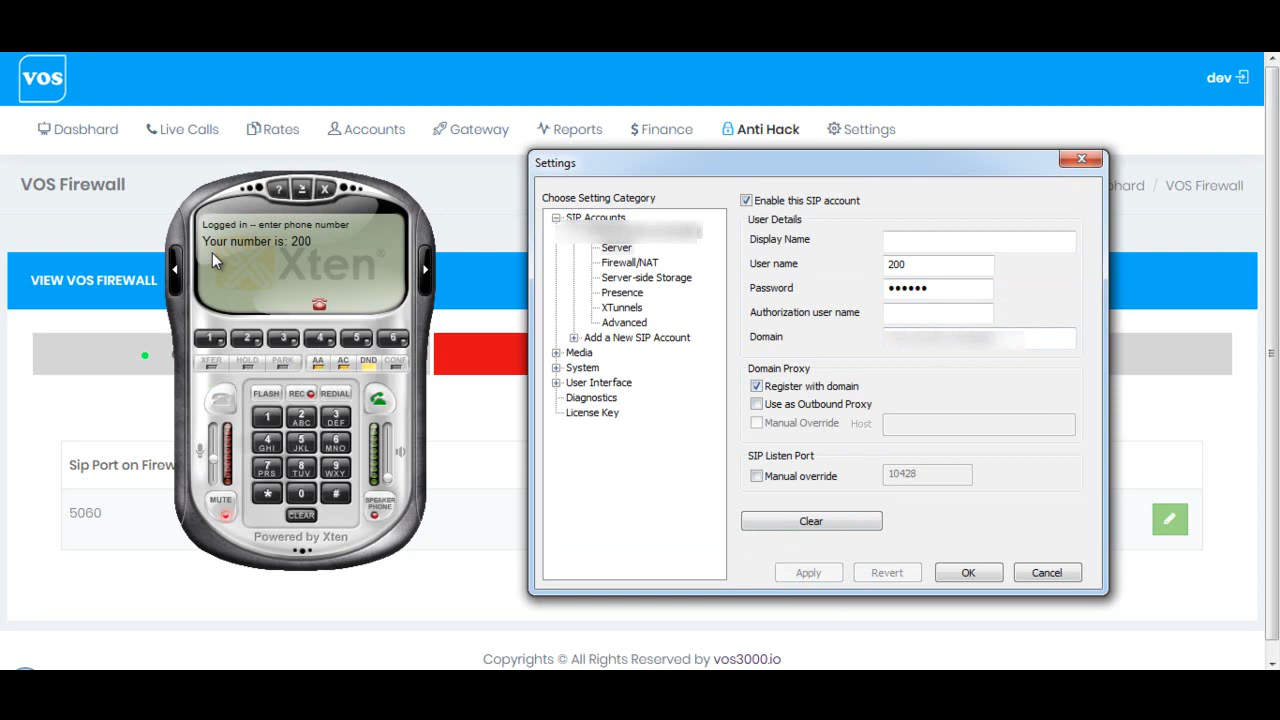 VOS
dev
Dasbhard Live Calls Rates Accounts Gateway Reports $ Finance Anti Hack Settings
VOS Firewall
hard / VOS Firewall
VIEW VOS FIREWALL
Sip Port on Firew
5060
? X
Logged in -- enter phone number
Your number is: 200
Xten®
1 2 3 4 5 6
XFER HOLD PARK AA AC DND CONF
FLASH REC REDIAL
1 2 ABC 3 DEF
4 GHI 5 JKL 6 MNO
7 PRS 8 TUV 9 WXY
* 0 #
MUTE
SPEAKER PHONE
CLEAR
Powered by Xten
Settings
Choose Setting Category
SIP Accounts
Server
Firewall/NAT
Server-side Storage
Presence
XTunnels
Advanced
Add a New SIP Account
Media
System
User Interface
Diagnostics
License Key
Enable this SIP account
User Details
Display Name
User name 200
Password ●●●●●●
Authorization user name
Domain
Domain Proxy
Register with domain
Use as Outbound Proxy
Manual Override Host
SIP Listen Port
Manual override 10428
Clear
Apply Revert OK Cancel
Copyrights © All Rights Reserved by vos3000.io